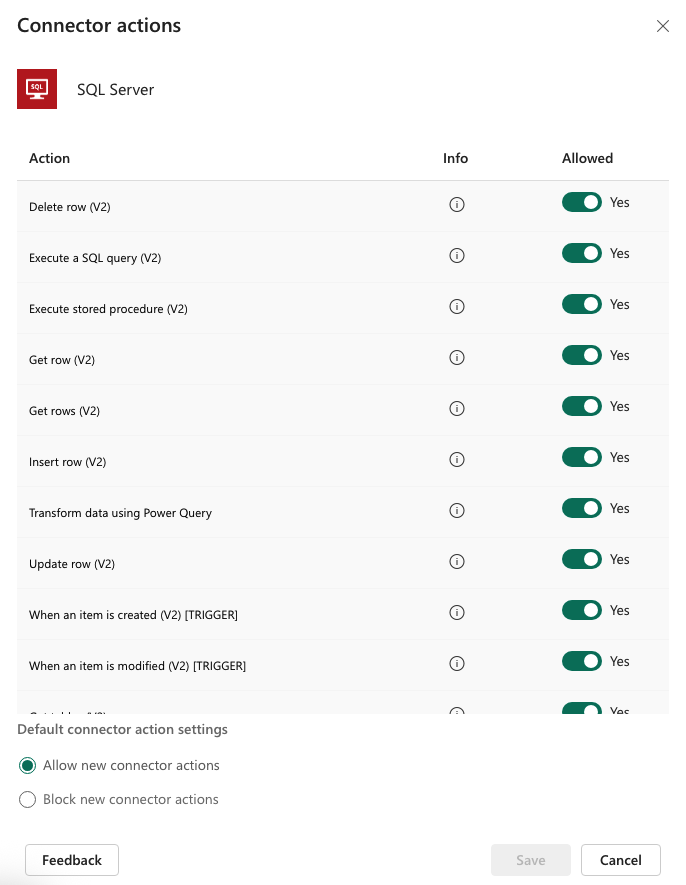 Connector actions
SQL
SQL Server
Action Info Allowed
Delete row (V2) Yes
Execute a SQL query (V2) Yes
Execute stored procedure (V2) Yes
Get row (V2) Yes
Get rows (V2) Yes
Insert row (V2) Yes
Transform data using Power Query Yes
Update row (V2) Yes
When an item is created (V2) [TRIGGER] Yes
When an item is modified (V2) [TRIGGER] Yes
Yes
Default connector action settings
Allow new connector actions
Block new connector actions
Feedback Save Cancel